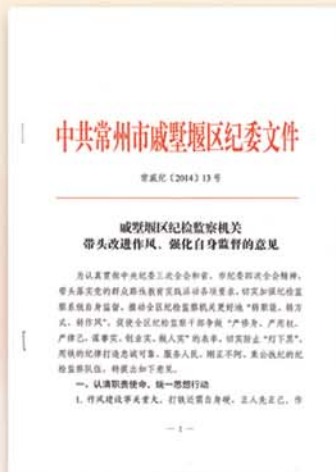 中共常州市戚墅堰区纪委文件
常戚纪〔2014〕13号
戚墅堰区纪检监察机关
带头改进作风、强化自身监督的意见
为认真贯彻中央纪委三次全会和省、市纪委四次全会精神，
带头落实党的群众路线教育实践活动各项要求，切实加强纪检监
察系统自身监督，推动全区纪检监察机关更好地“转职能、转方
式、转作风”，促使全区纪检监察干部争做“严修身、严用权、
严律己，谋事实、创业实、做人实”的表率，切实防止“灯下黑”，
用铁的纪律打造忠诚可靠、服务人民、刚正不阿、秉公执纪的纪
检监察队伍，特提出如下意见。
一、认清职责使命，统一思想行动
1. 作风建设事关重大，打铁还需自身硬。正人先正己，作
— 1 —